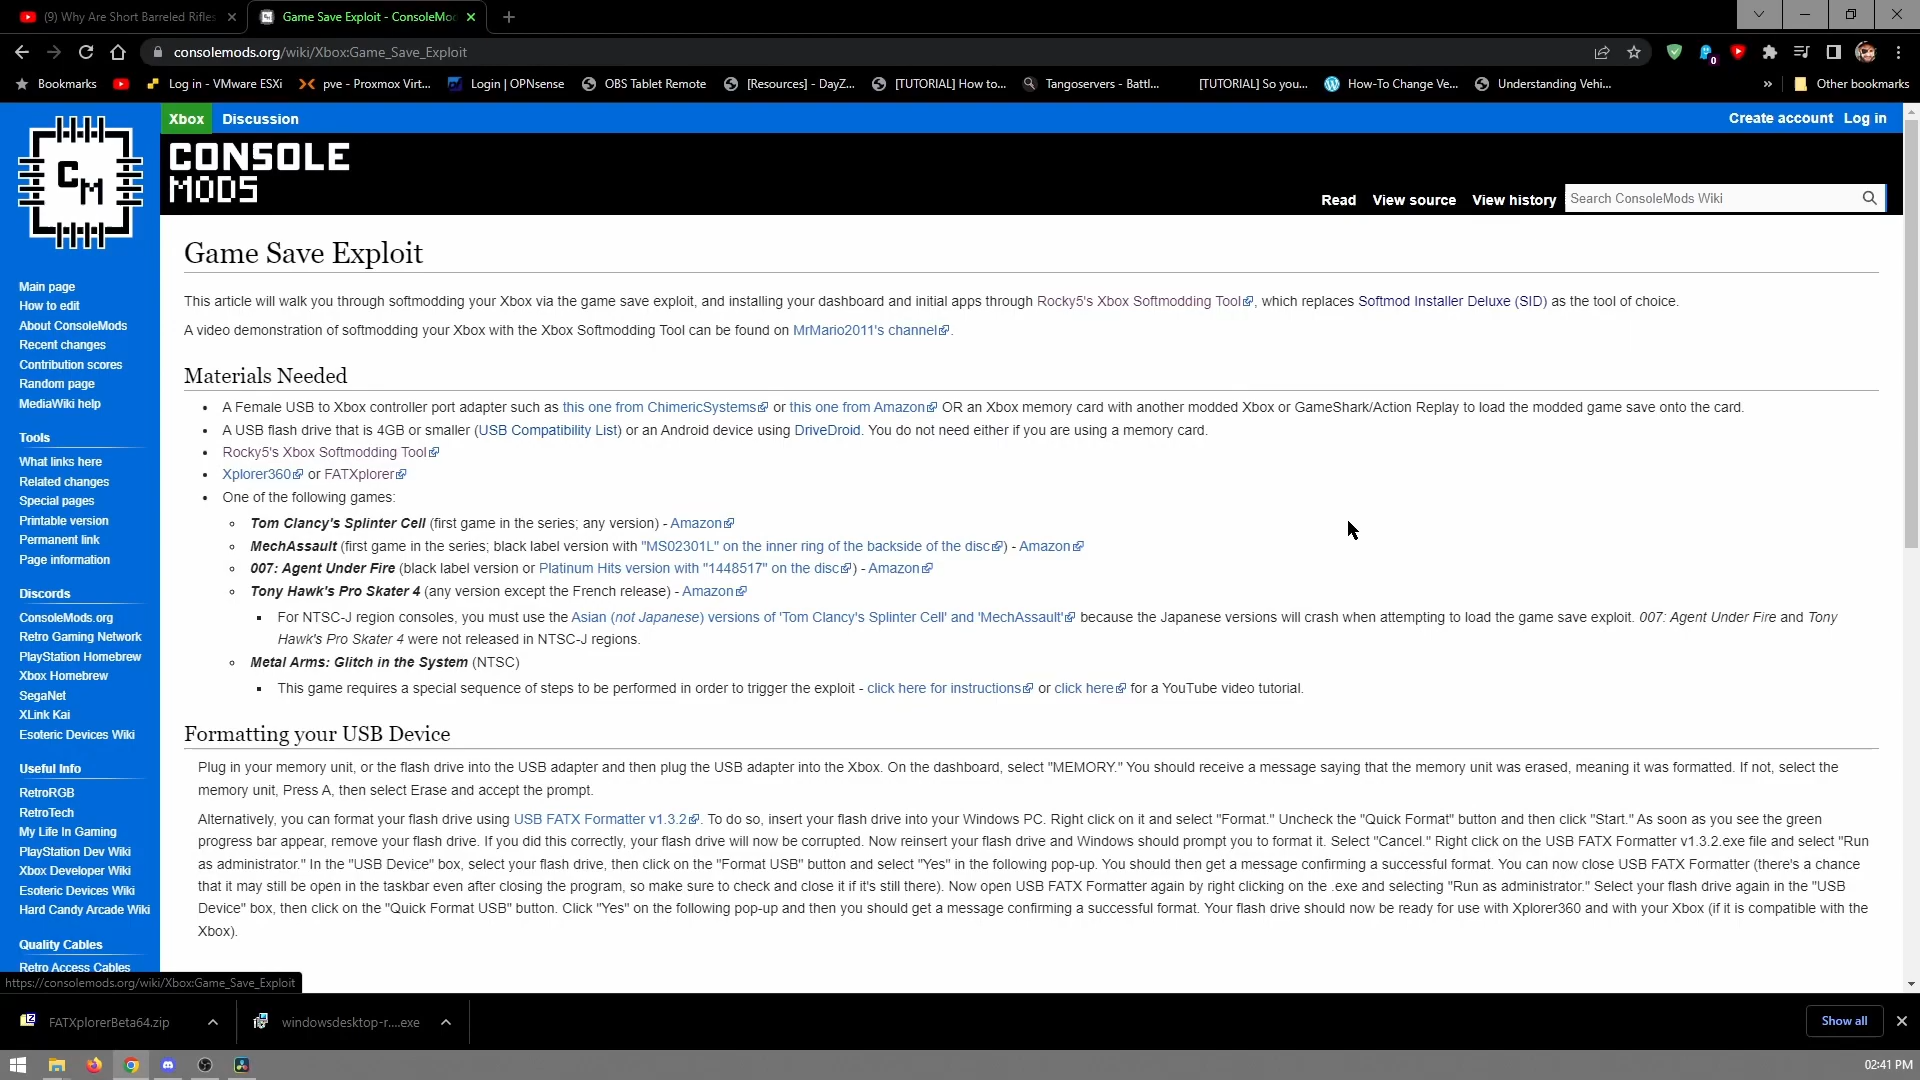 (9) Why Are Short Barreled Rifles
Game Save Exploit - ConsoleMo
consolemods.org/wiki/Xbox:Game_Save_Exploit
0
Bookmarks
Log in - VMware ESXi
pve - Proxmox Virt...
Login | OPNsense
OBS Tablet Remote
[Resources] - DayZ...
[TUTORIAL] How to...
Tangoservers - Battl...
[TUTORIAL] So you...
How-To Change Ve...
Understanding Vehi...
»
Other bookmarks
CM
Xbox Discussion
Create account Log in
CONSOLE
MODS
Read View source View history
Search ConsoleMods Wiki
Main page
How to edit
About ConsoleMods
Recent changes
Contribution scores
Random page
MediaWiki help
Tools
What links here
Related changes
Special pages
Printable version
Permanent link
Page information
Discords
ConsoleMods.org
Retro Gaming Network
PlayStation Homebrew
Xbox Homebrew
SegaNet
XLink Kai
Esoteric Devices Wiki
Useful Info
RetroRGB
RetroTech
My Life In Gaming
PlayStation Dev Wiki
Xbox Developer Wiki
Esoteric Devices Wiki
Hard Candy Arcade Wiki
Quality Cables
Retro Access Cables
Game Save Exploit
This article will walk you through softmodding your Xbox via the game save exploit, and installing your dashboard and initial apps through Rocky5's Xbox Softmodding Tool, which replaces Softmod Installer Deluxe (SID) as the tool of choice.
A video demonstration of softmodding your Xbox with the Xbox Softmodding Tool can be found on MrMario2011's channel.
Materials Needed
• A Female USB to Xbox controller port adapter such as this one from ChimericSystems or this one from Amazon OR an Xbox memory card with another modded Xbox or GameShark/Action Replay to load the modded game save onto the card.
• A USB flash drive that is 4GB or smaller (USB Compatibility List) or an Android device using DriveDroid. You do not need either if you are using a memory card.
• Rocky5's Xbox Softmodding Tool
• Xplorer360 or FATXplorer
• One of the following games:
Tom Clancy's Splinter Cell (first game in the series; any version) - Amazon
MechAssault (first game in the series; black label version with "MS02301L" on the inner ring of the backside of the disc) - Amazon
007: Agent Under Fire (black label version or Platinum Hits version with "1448517" on the disc) - Amazon
Tony Hawk's Pro Skater 4 (any version except the French release) - Amazon
For NTSC-J region consoles, you must use the Asian (not Japanese) versions of 'Tom Clancy's Splinter Cell' and 'MechAssault' because the Japanese versions will crash when attempting to load the game save exploit. 007: Agent Under Fire and Tony
Hawk's Pro Skater 4 were not released in NTSC-J regions.
Metal Arms: Glitch in the System (NTSC)
This game requires a special sequence of steps to be performed in order to trigger the exploit - click here for instructions or click here for a YouTube video tutorial.
Formatting your USB Device
Plug in your memory unit, or the flash drive into the USB adapter and then plug the USB adapter into the Xbox. On the dashboard, select "MEMORY." You should receive a message saying that the memory unit was erased, meaning it was formatted. If not, select the
memory unit, Press A, then select Erase and accept the prompt.
Alternatively, you can format your flash drive using USB FATX Formatter v1.3.2. To do so, insert your flash drive into your Windows PC. Right click on it and select "Format." Uncheck the "Quick Format" button and then click "Start." As soon as you see the green
progress bar appear, remove your flash drive. If you did this correctly, your flash drive will now be corrupted. Now reinsert your flash drive and Windows should prompt you to format it. Select "Cancel." Right click on the USB FATX Formatter v1.3.2.exe file and select "Run
as administrator." In the "USB Device" box, select your flash drive, then click on the "Format USB" button and select "Yes" in the following pop-up. You should then get a message confirming a successful format. You can now close USB FATX Formatter (there's a chance
that it may still be open in the taskbar even after closing the program, so make sure to check and close it if it's still there). Now open USB FATX Formatter again by right clicking on the .exe and selecting "Run as administrator." Select your flash drive again in the "USB
Device" box, then click on the "Quick Format USB" button. Click "Yes" on the following pop-up and then you should get a message confirming a successful format. Your flash drive should now be ready for use with Xplorer360 and with your Xbox (if it is compatible with the
Xbox).
https://consolemods.org/wiki/Xbox:Game_Save_Exploit
FATXplorerBeta64.zip
windowsdesktop-r....exe
Show all
02:41 PM